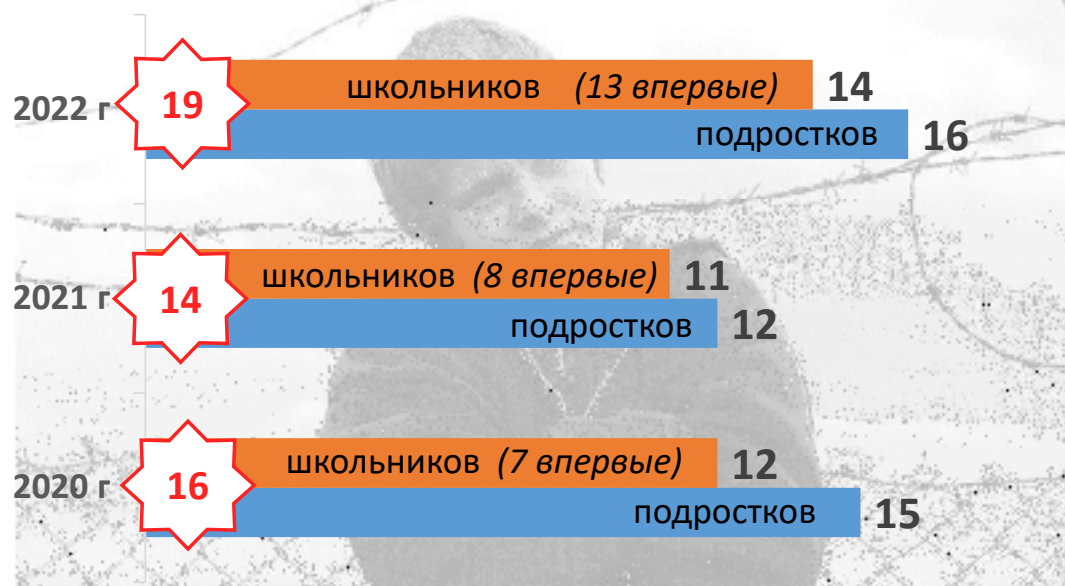 школьников (13 впервые) 14
2022 г 19
подростков 16
школьников (8 впервые) 11
2021 г 14
подростков 12
школьников (7 впервые) 12
2020 г 16
подростков 15